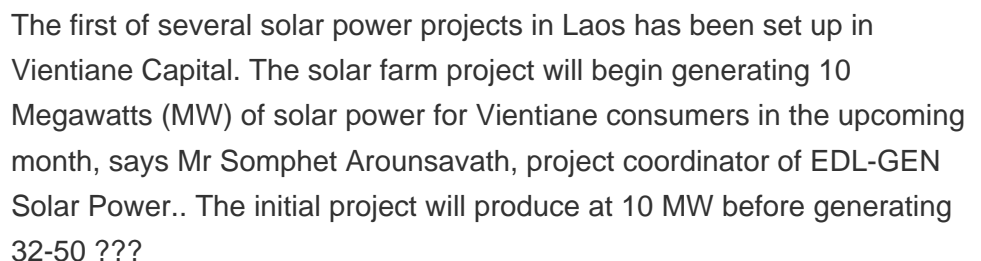 The first of several solar power projects in Laos has been set up in
Vientiane Capital. The solar farm project will begin generating 10
Megawatts (MW) of solar power for Vientiane consumers in the upcoming
month, says Mr Somphet Arounsavath, project coordinator of EDL-GEN
Solar Power.. The initial project will produce at 10 MW before generating
32-50 ???